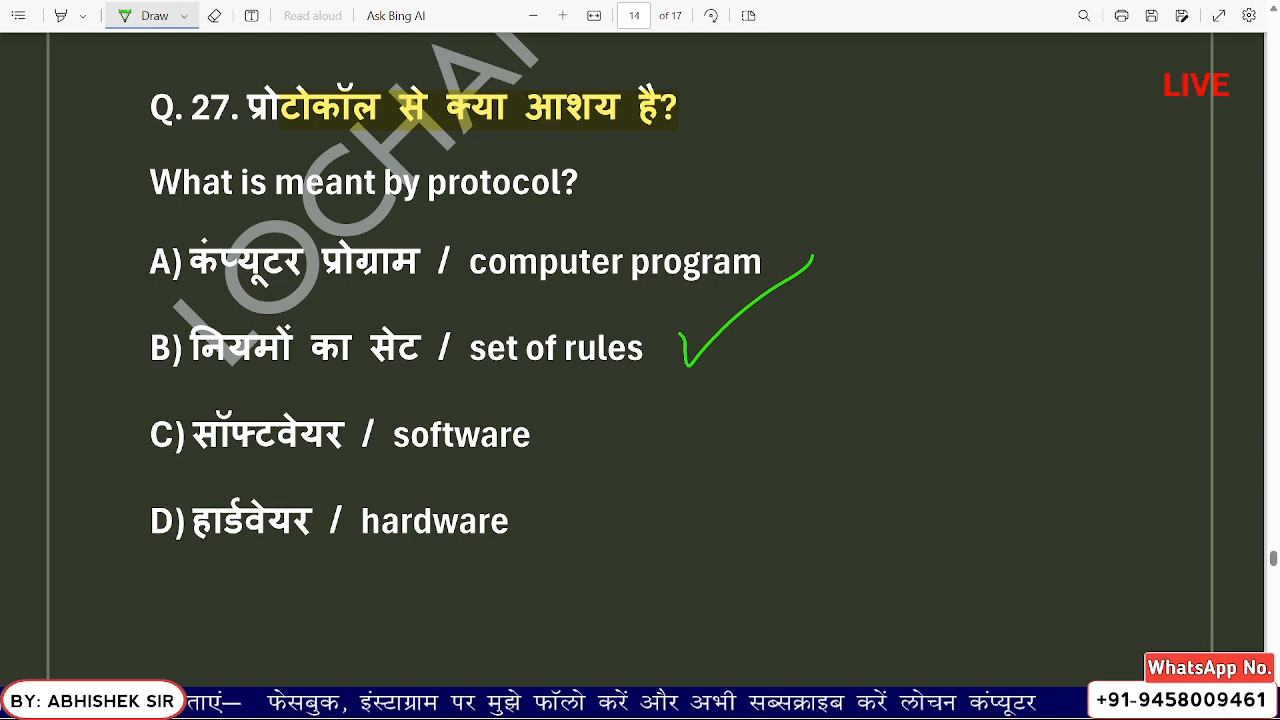 Draw
Read aloud
Ask Bing AI
14
of 17
LIVE
Q. 27. प्रोटोकॉल से क्या आशय है?
What is meant by protocol?
A) कंप्यूटर प्रोग्राम / computer program
B) नियमों का सेट / set of rules
C) सॉफ्टवेयर / software
D) हार्डवेयर / hardware
LOCHA
WhatsApp No.
BY: ABHISHEK SIR
ताएं— फेसबुक, इंस्टाग्राम पर मुझे फॉलो करें और अभी सब्सक्राइब करें लोचन कंप्यूटर
+91-9458009461